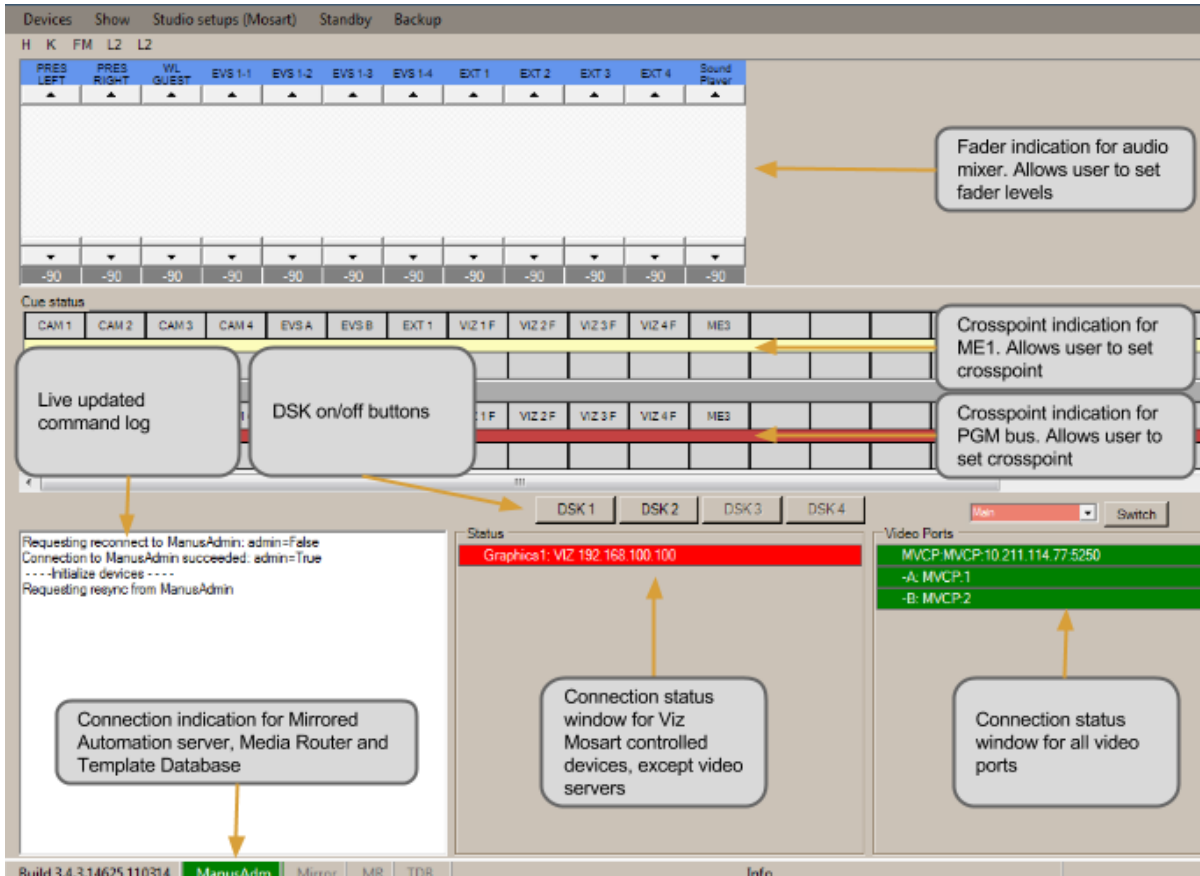 Devices Show Studio setups (Mosart) Standby Backup
H K FM L2 L2
PRES LEFT PRES RIGHT WL GUEST EVS 1-1 EVS 1-2 EVS 1-3 EVS 1-4 EXT 1 EXT 2 EXT 3 EXT 4 Sound Player
-90 -90 -90 -90 -90 -90 -90 -90 -90 -90 -90 -90
Fader indication for audio
mixer. Allows user to set
fader levels
Cue status
CAM 1 CAM 2 CAM 3 CAM 4 EVS A EVS B EXT 1 VIZ 1 F VIZ 2 F VIZ 3 F VIZ 4 F ME3
Crosspoint indication for
ME1. Allows user to set
crosspoint
Live updated
command log
DSK on/off buttons
1 F VIZ 2 F VIZ 3 F VIZ 4 F ME3
Crosspoint indication for
PGM bus. Allows user to
set crosspoint
DSK 1 DSK 2 DSK 3 DSK 4
Main Switch
Requesting reconnect to ManusAdmin: admin=False
Connection to ManusAdmin succeeded: admin=True
- - - -Initialize devices - - - -
Requesting resync from ManusAdmin
Status
Graphics1: VIZ 192.168.100.100
Video Ports
MVCP:MVCP:10.211.114.77:5250
-A: MVCP:1
-B: MVCP:2
Connection indication for Mirrored
Automation server, Media Router and
Template Database
Connection status
window for Viz
Mosart controlled
devices, except video
servers
Connection status
window for all video
ports
Build 3.4.3.14625.110314 ManusAdm Mirror MR TDB Info